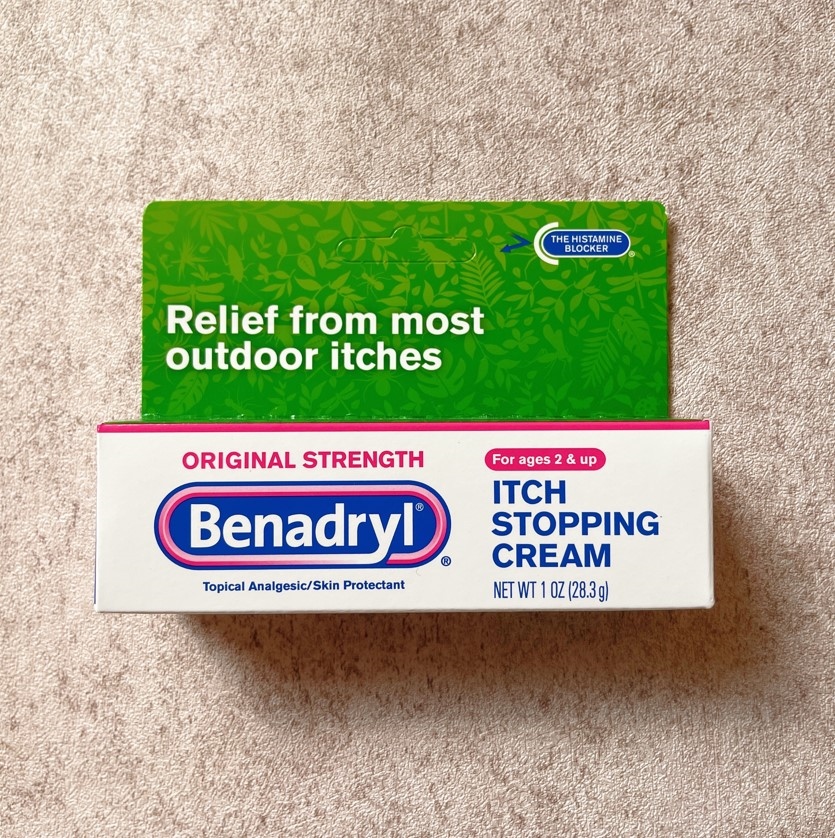 THE HISTAMINE
BLOCKER®
Relief from most
outdoor itches
ORIGINAL STRENGTH
Benadryl®
®
Topical Analgesic/Skin Protectant
For ages 2 & up
ITCH
STOPPING
CREAM
NET WT 1 OZ (28.3 g)